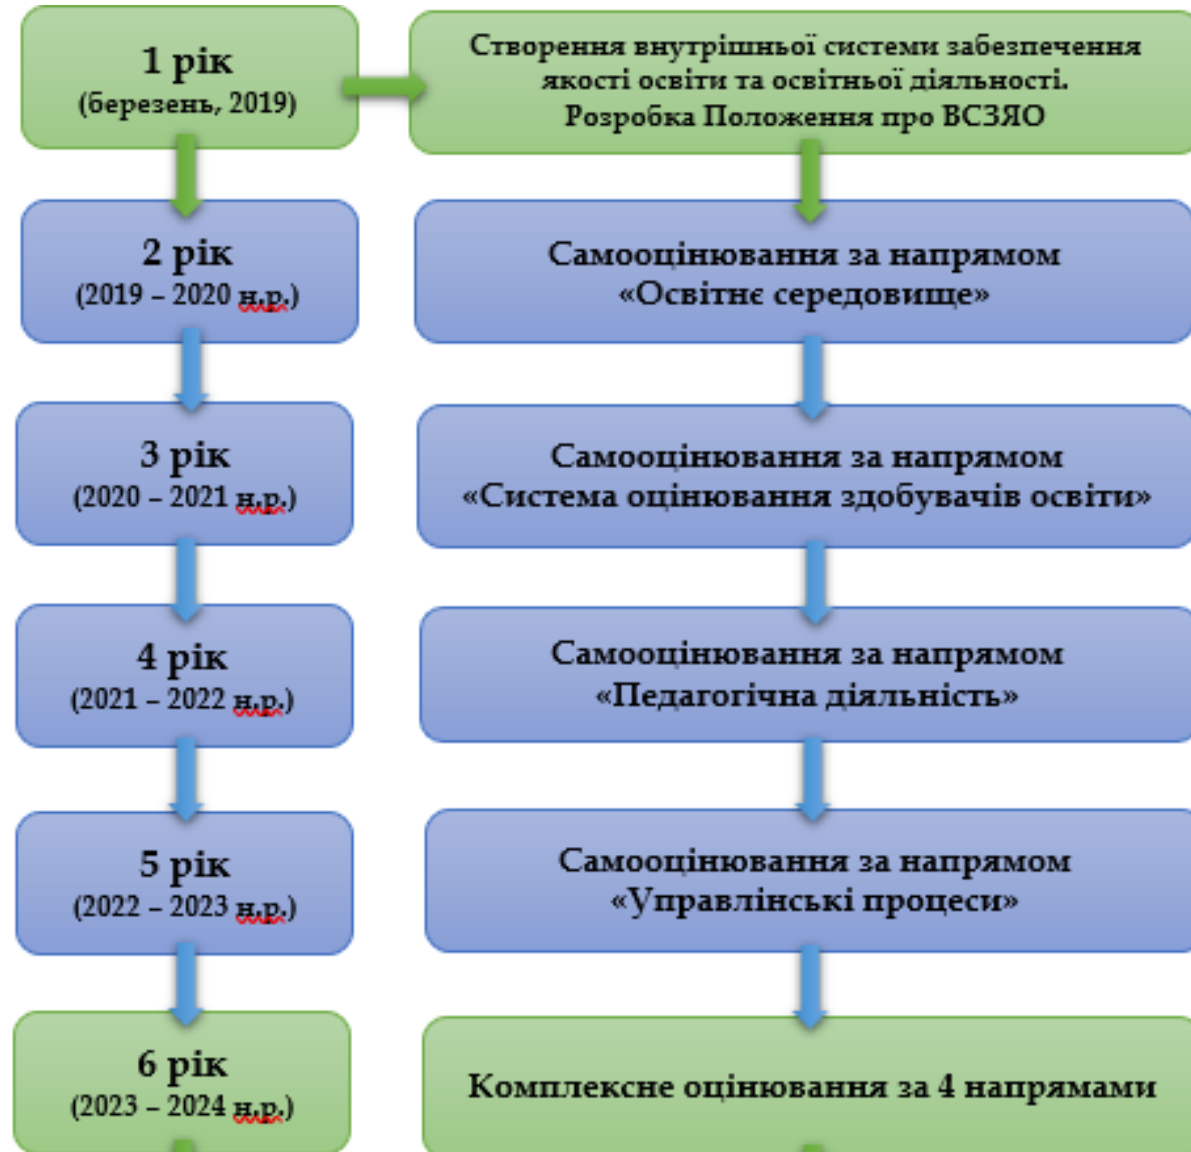 1 рік
(березень, 2019)
Створення внутрішньої системи забезпечення
якості освіти та освітньої діяльності.
Розробка Положення про ВСЗЯО
2 рік
(2019 – 2020 н.р.)
Самооцінювання за напрямом
«Освітнє середовище»
3 рік
(2020 – 2021 н.р.)
Самооцінювання за напрямом
«Система оцінювання здобувачів освіти»
4 рік
(2021 – 2022 н.р.)
Самооцінювання за напрямом
«Педагогічна діяльність»
5 рік
(2022 – 2023 н.р.)
Самооцінювання за напрямом
«Управлінські процеси»
6 рік
(2023 – 2024 н.р.)
Комплексне оцінювання за 4 напрямами